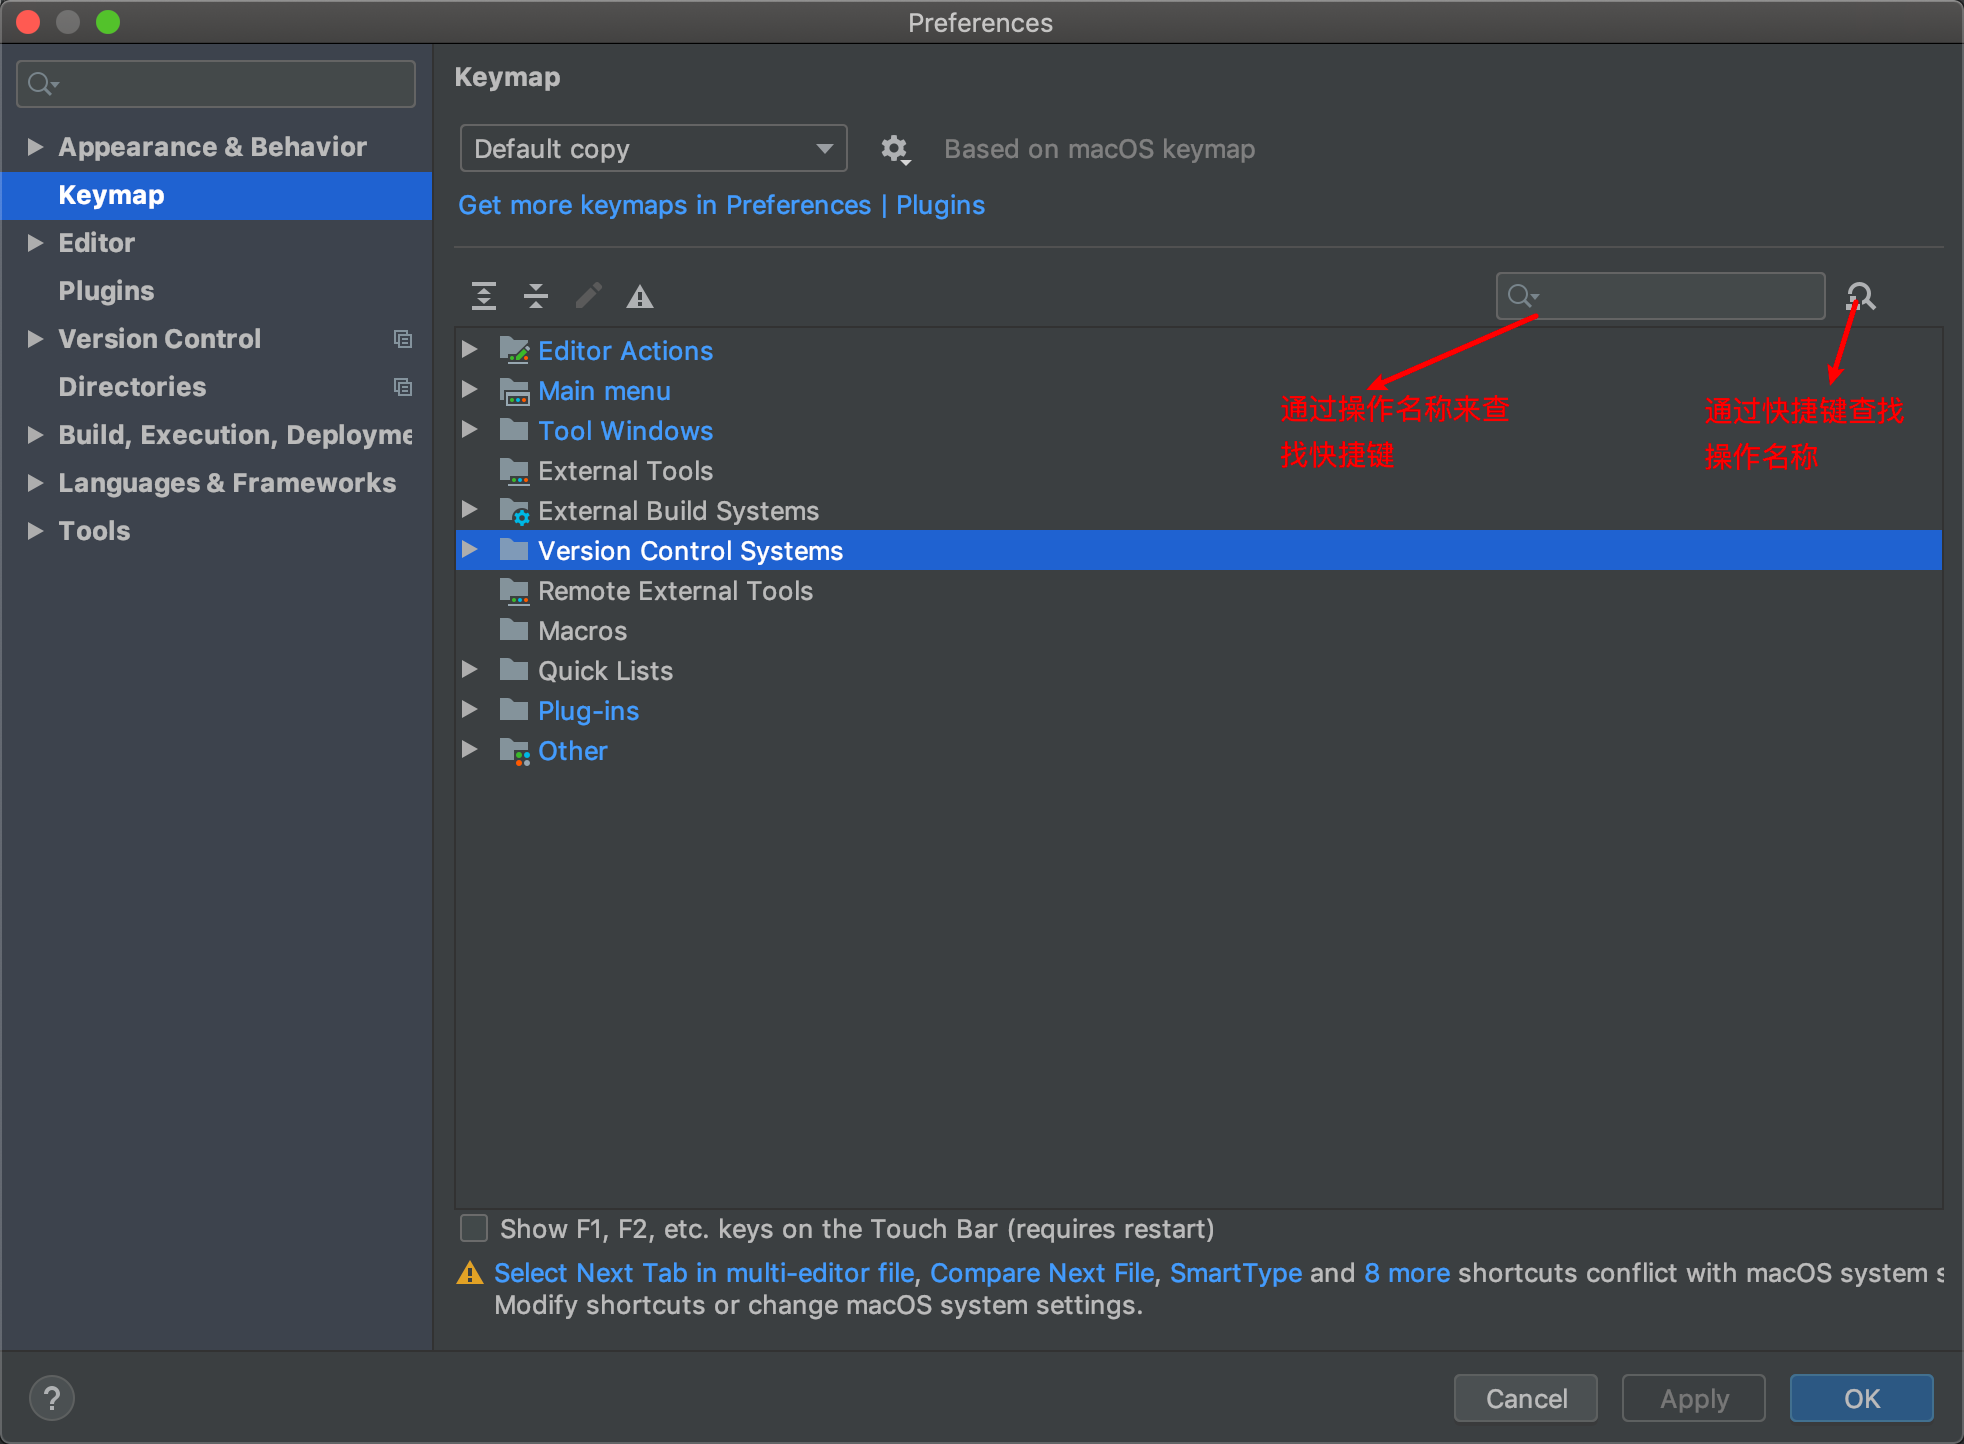 Preferences
Appearance & Behavior
Keymap
Editor
Plugins
Version Control
Directories
Build, Execution, Deployme
Languages & Frameworks
Tools
Keymap
Default copy
Based on macOS keymap
Get more keymaps in Preferences | Plugins
Editor Actions
Main menu
Tool Windows
External Tools
External Build Systems
Version Control Systems
Remote External Tools
Macros
Quick Lists
Plug-ins
Other
通过操作名称来查
找快捷键
通过快捷键查找
操作名称
Show F1, F2, etc. keys on the Touch Bar (requires restart)
Select Next Tab in multi-editor file, Compare Next File, SmartType and 8 more shortcuts conflict with macOS system s
Modify shortcuts or change macOS system settings.
?
Cancel
Apply
OK